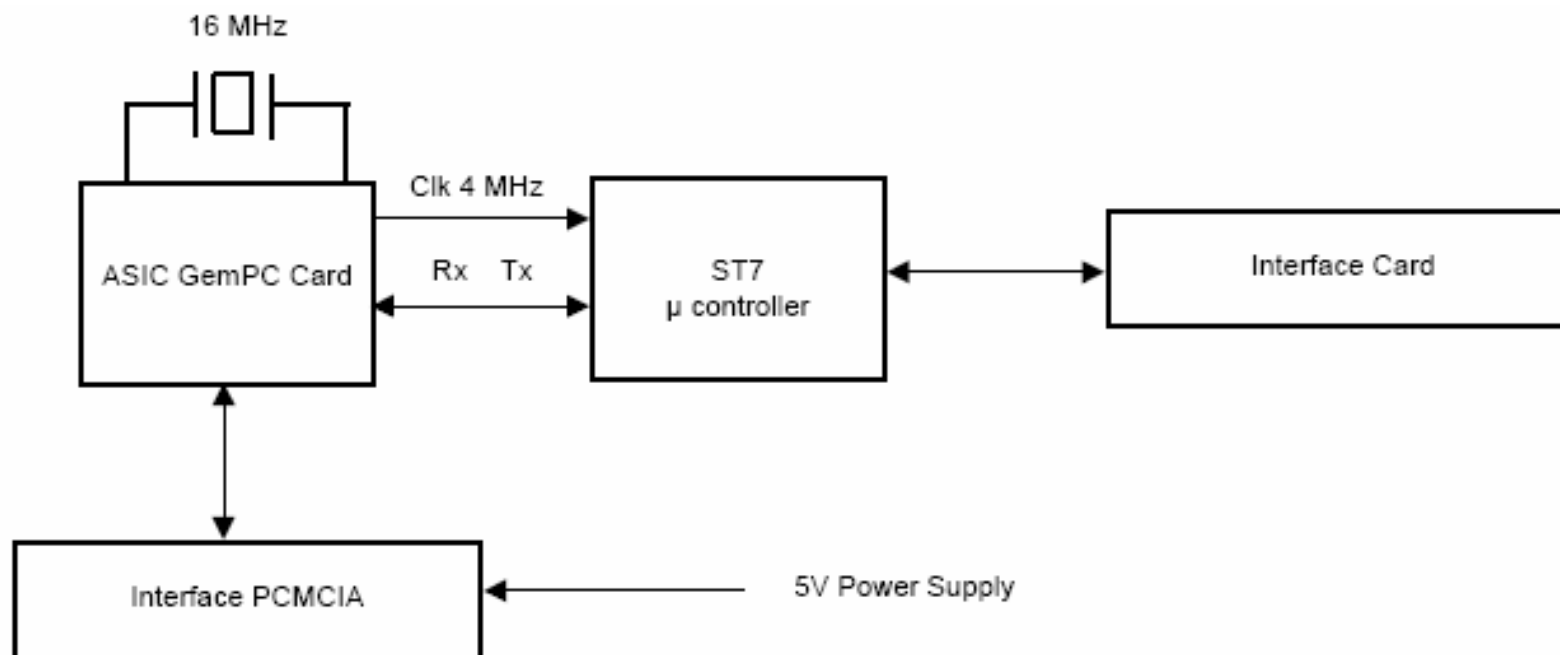 16 MHz
Clk 4 MHz
ASIC GemPC Card
Rx Tx
ST7
µ controller
Interface Card
Interface PCMCIA
5V Power Supply